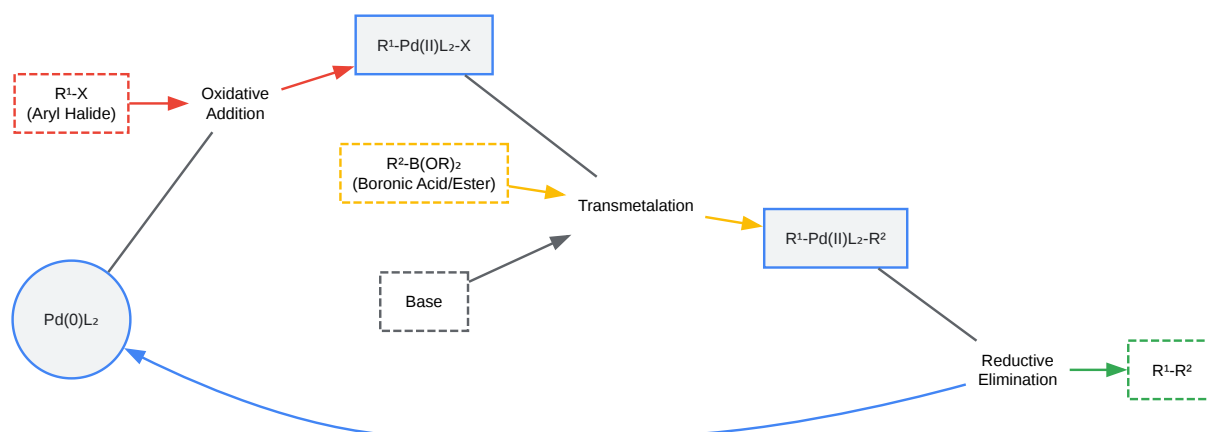 R¹-Pd(II)L₂-X
R¹-X
(Aryl Halide)
Oxidative
Addition
R²-B(OR)₂
(Boronic Acid/Ester)
Transmetalation
R¹-Pd(II)L₂-R²
Base
Pd(0)L₂
Reductive
Elimination
R¹-R²